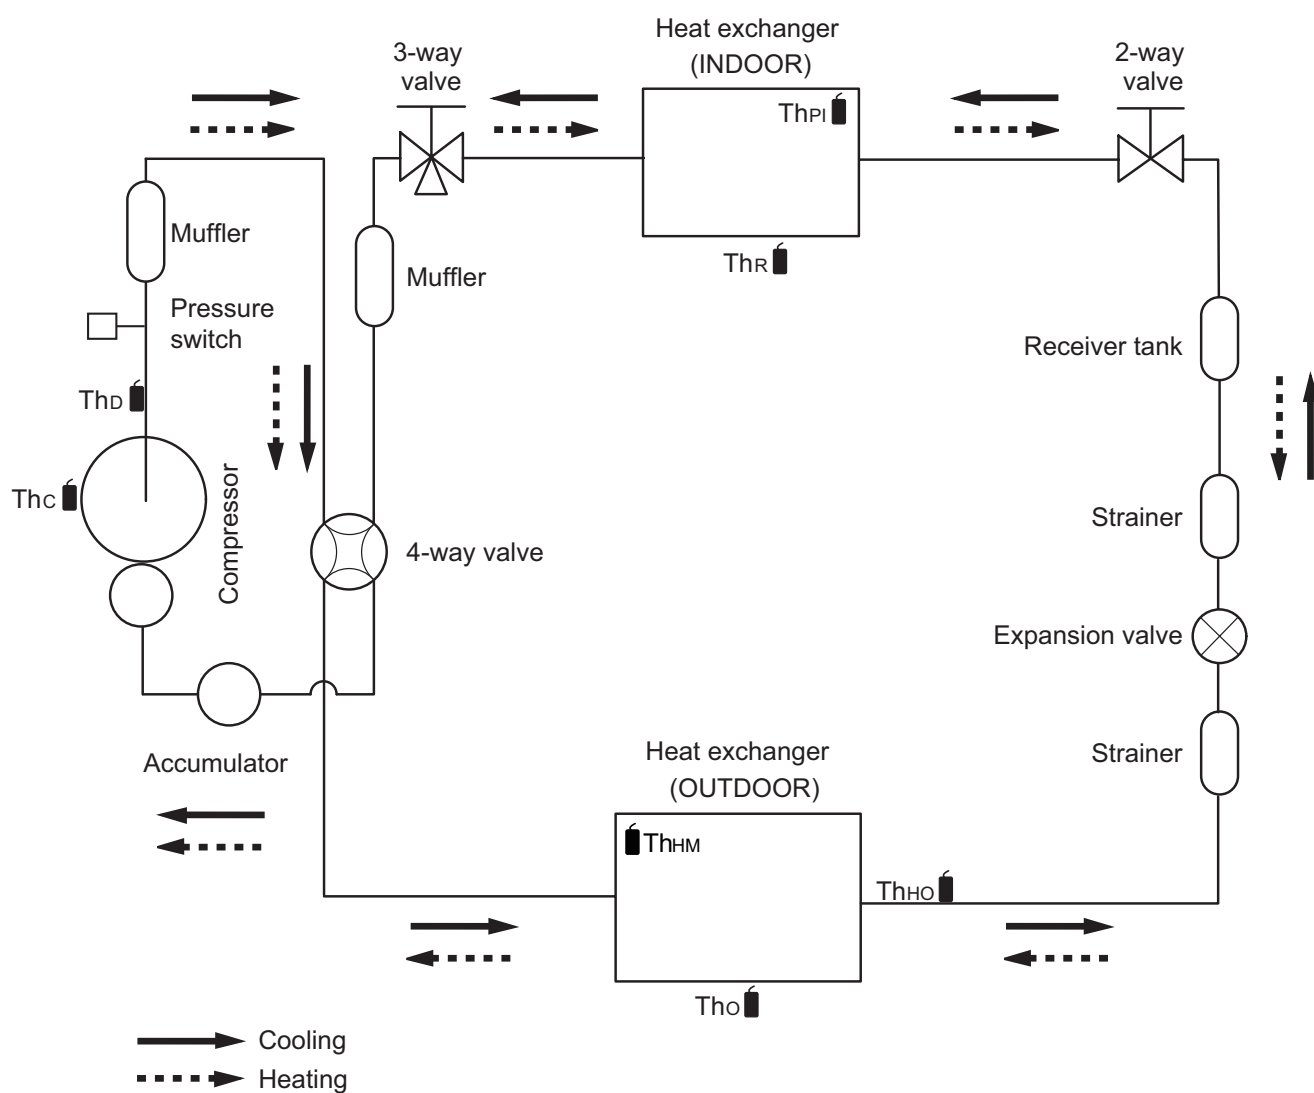 Heat exchanger
(INDOOR)
3-way
valve
2-way
valve
ThPI
ThR
Muffler
Muffler
Pressure
switch
Receiver tank
ThD
ThC
Compressor
4-way valve
Strainer
Expansion valve
Strainer
Accumulator
Heat exchanger
(OUTDOOR)
ThHM
ThHO
ThO
Cooling
Heating